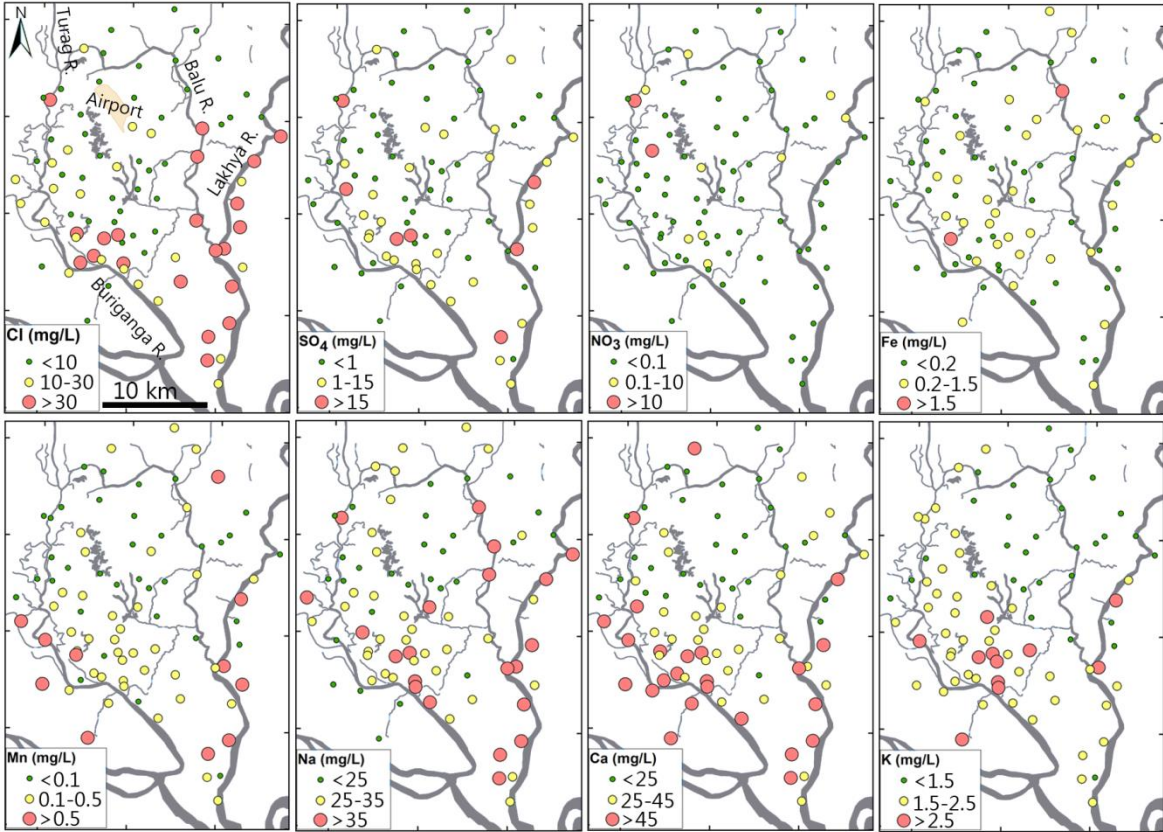 N
Turag R.
Balu R.
Airport
Lakhya R.
Buriganga R.
Cl (mg/L)
<10
10-30
>30
10 km
SO4 (mg/L)
<1
1-15
>15
NO3 (mg/L)
<0.1
0.1-10
>10
Fe (mg/L)
<0.2
0.2-1.5
>1.5
Mn (mg/L)
<0.1
0.1-0.5
>0.5
Na (mg/L)
<25
25-35
>35
Ca (mg/L)
<25
25-45
>45
K (mg/L)
<1.5
1.5-2.5
>2.5